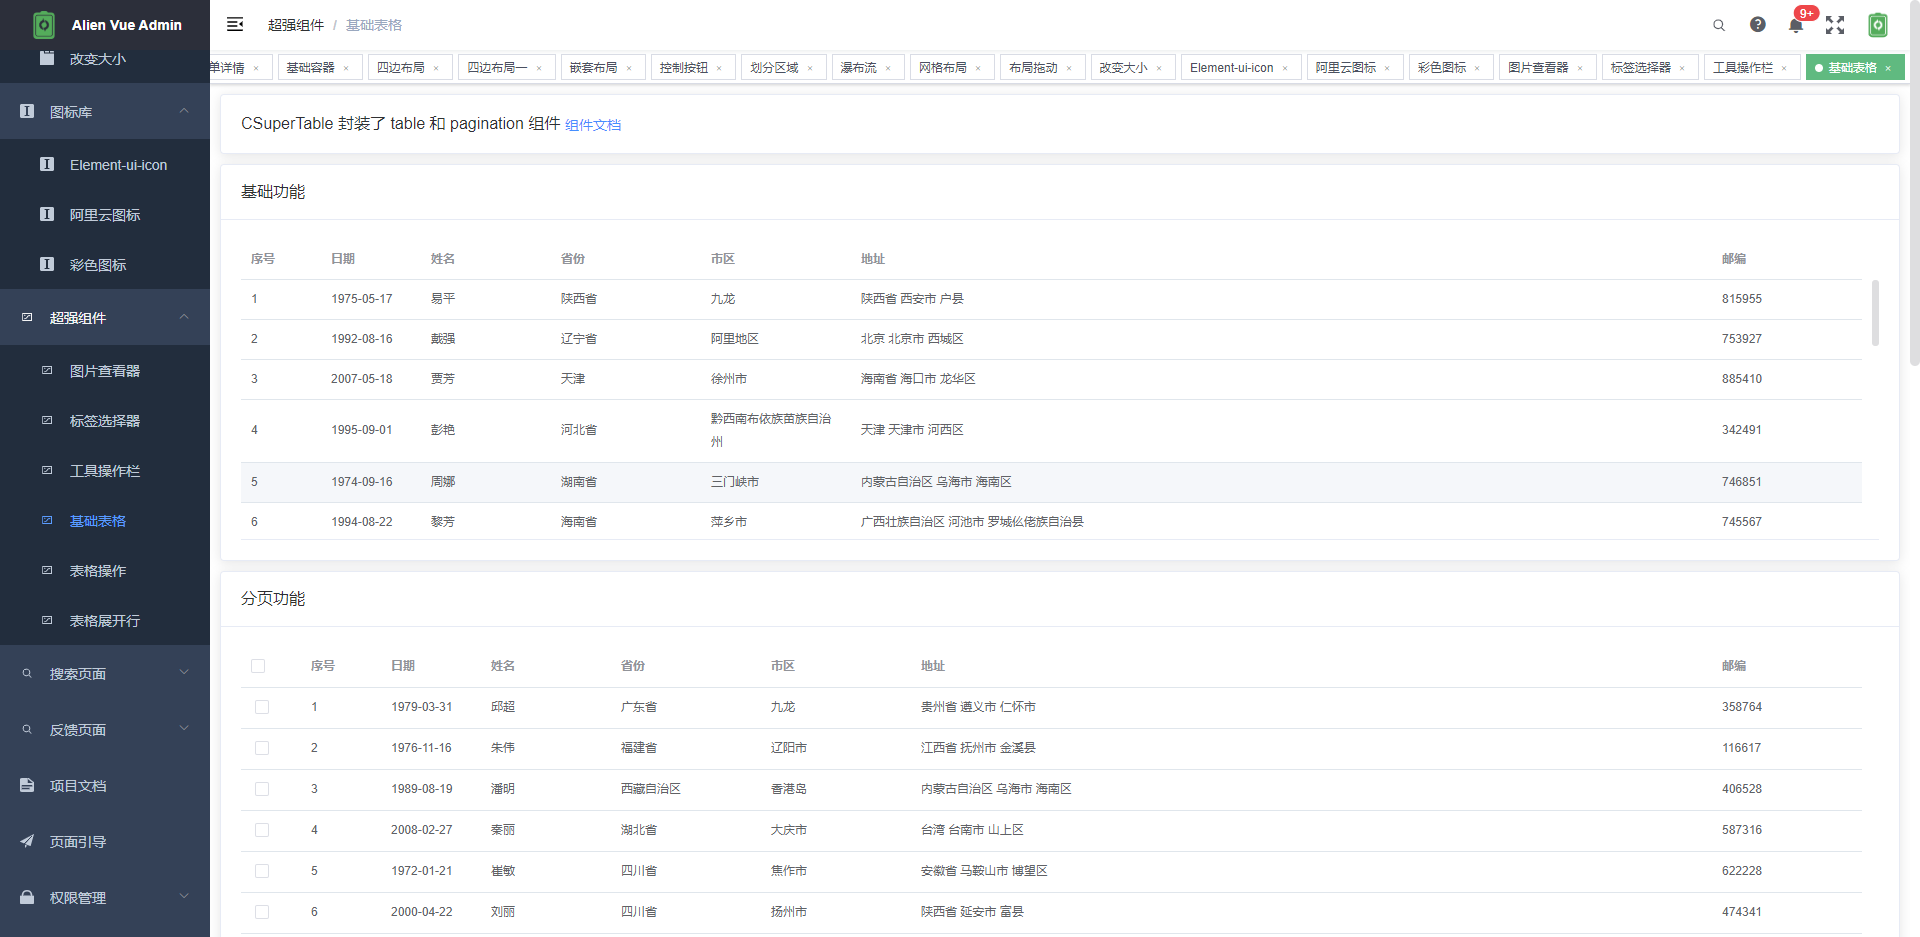 Alien Vue Admin
改变大小
图标库
Element-ui-icon
阿里云图标
彩色图标
超强组件
图片查看器
标签选择器
工具操作栏
基础表格
表格操作
表格展开行
搜索页面
反馈页面
项目文档
页面引导
权限管理
超强组件 / 基础表格
9+
单详情 × 基础容器 × 四边布局 × 四边布局一 × 嵌套布局 × 控制按钮 × 划分区域 × 瀑布流 × 网格布局 × 布局拖动 × 改变大小 × Element-ui-icon × 阿里云图标 × 彩色图标 × 图片查看器 × 标签选择器 × 工具操作栏 × 基础表格 ×
CSuperTable 封装了 table 和 pagination 组件 组件文档
基础功能
序号 日期 姓名 省份 市区 地址 邮编
1 1975-05-17 易平 陕西省 九龙 陕西省 西安市 户县 815955
2 1992-08-16 戴强 辽宁省 阿里地区 北京 北京市 西城区 753927
3 2007-05-18 贾芳 天津 徐州市 海南省 海口市 龙华区 885410
4 1995-09-01 彭艳 河北省 黔西南布依族苗族自治州 天津 天津市 河西区 342491
5 1974-09-16 周娜 湖南省 三门峡市 内蒙古自治区 乌海市 海南区 746851
6 1994-08-22 黎芳 海南省 萍乡市 广西壮族自治区 河池市 罗城仫佬族自治县 745567
分页功能
序号 日期 姓名 省份 市区 地址 邮编
1 1979-03-31 邱超 广东省 九龙 贵州省 遵义市 仁怀市 358764
2 1976-11-16 朱伟 福建省 辽阳市 江西省 抚州市 金溪县 116617
3 1989-08-19 潘明 西藏自治区 香港岛 内蒙古自治区 乌海市 海南区 406528
4 2008-02-27 秦丽 湖北省 大庆市 台湾 台南市 山上区 587316
5 1972-01-21 崔敏 四川省 焦作市 安徽省 马鞍山市 博望区 622228
6 2000-04-22 刘丽 四川省 扬州市 陕西省 延安市 富县 474341